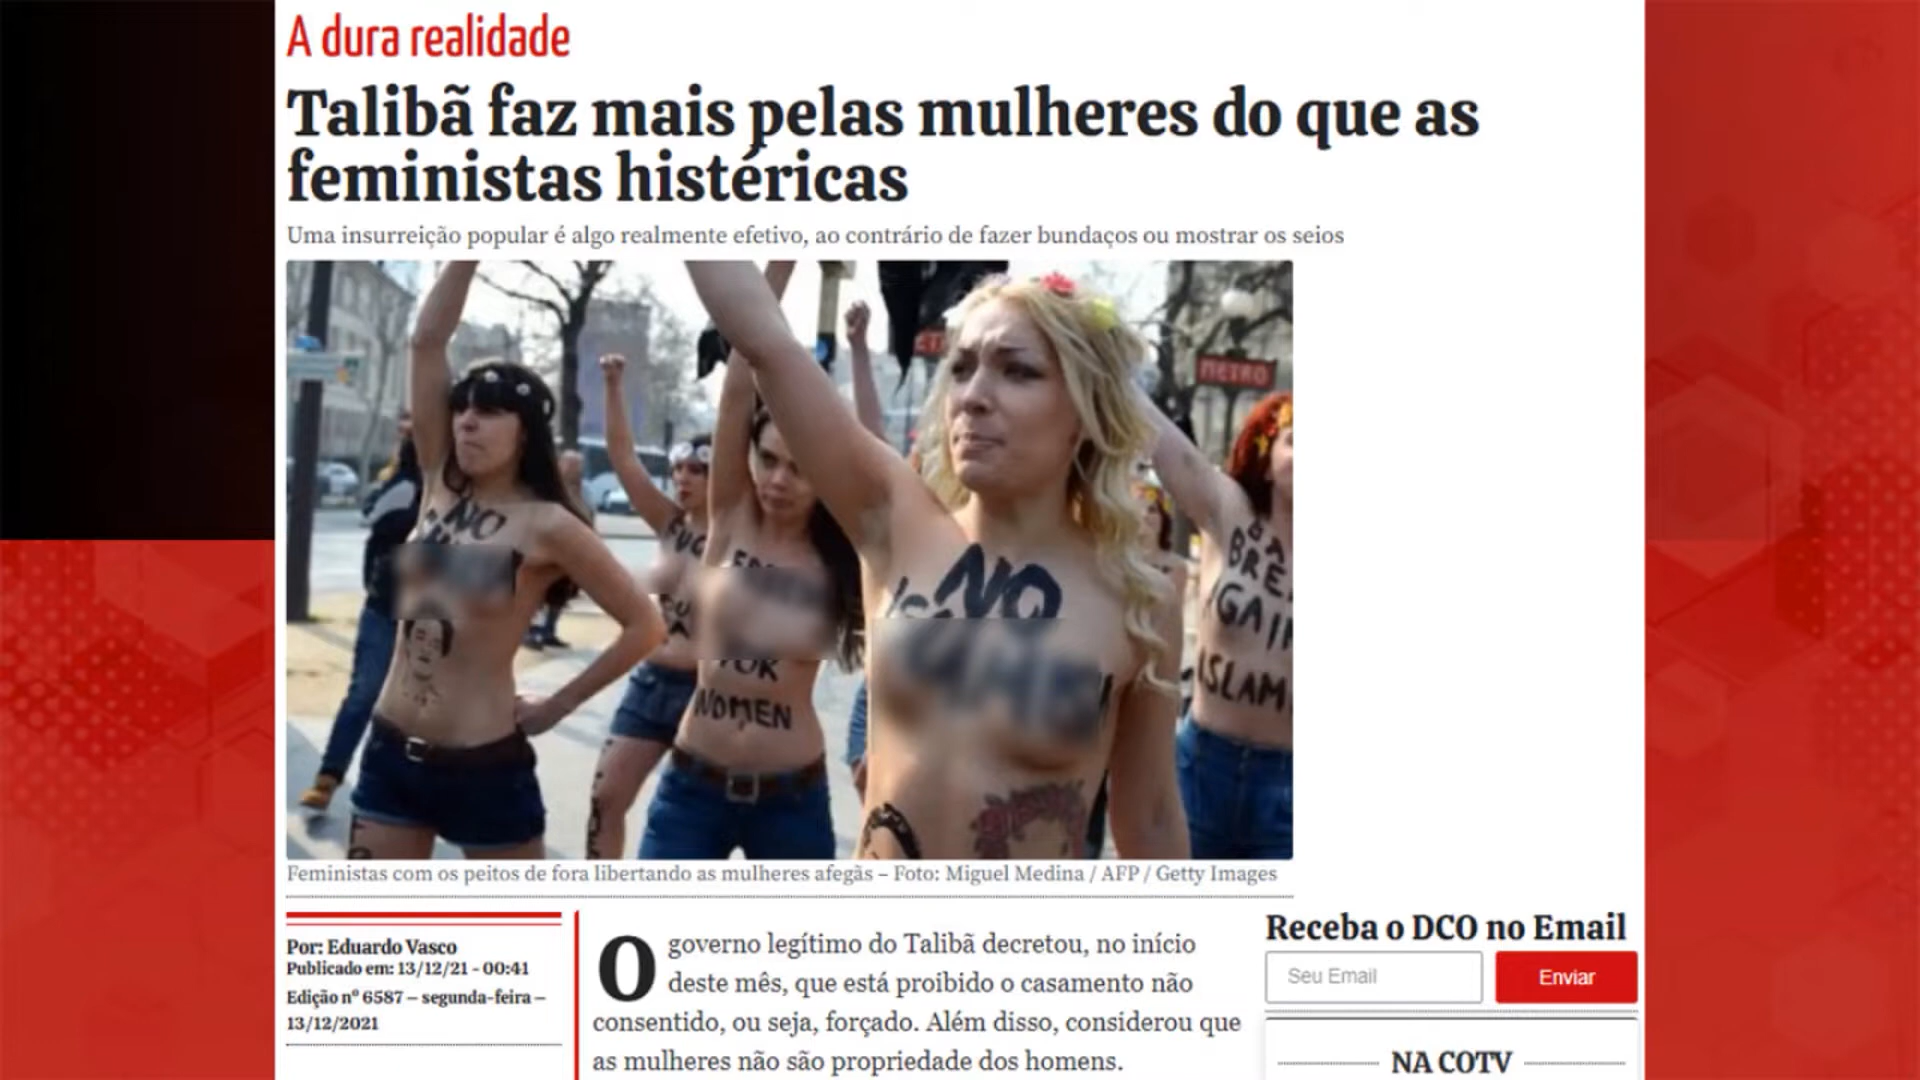 A dura realidade
Talibã faz mais pelas mulheres do que as
feministas histéricas
Uma insurreição popular é algo realmente efetivo, ao contrário de fazer bundaços ou mostrar os seios
NO
NO
FOR
WOMEN
BREA
AGAIN
ISLAM
Feministas com os peitos de fora libertando as mulheres afegãs – Foto: Miguel Medina / AFP / Getty Images
Por: Eduardo Vasco
Publicado em: 13/12/21 - 00:41
Edição nº 6587 – segunda-feira –
13/12/2021
O governo legítimo do Talibã decretou, no início
deste mês, que está proibido o casamento não
consentido, ou seja, forçado. Além disso, considerou que
as mulheres não são propriedade dos homens.
Receba o DCO no Email
Seu Email
Enviar
NA COTV